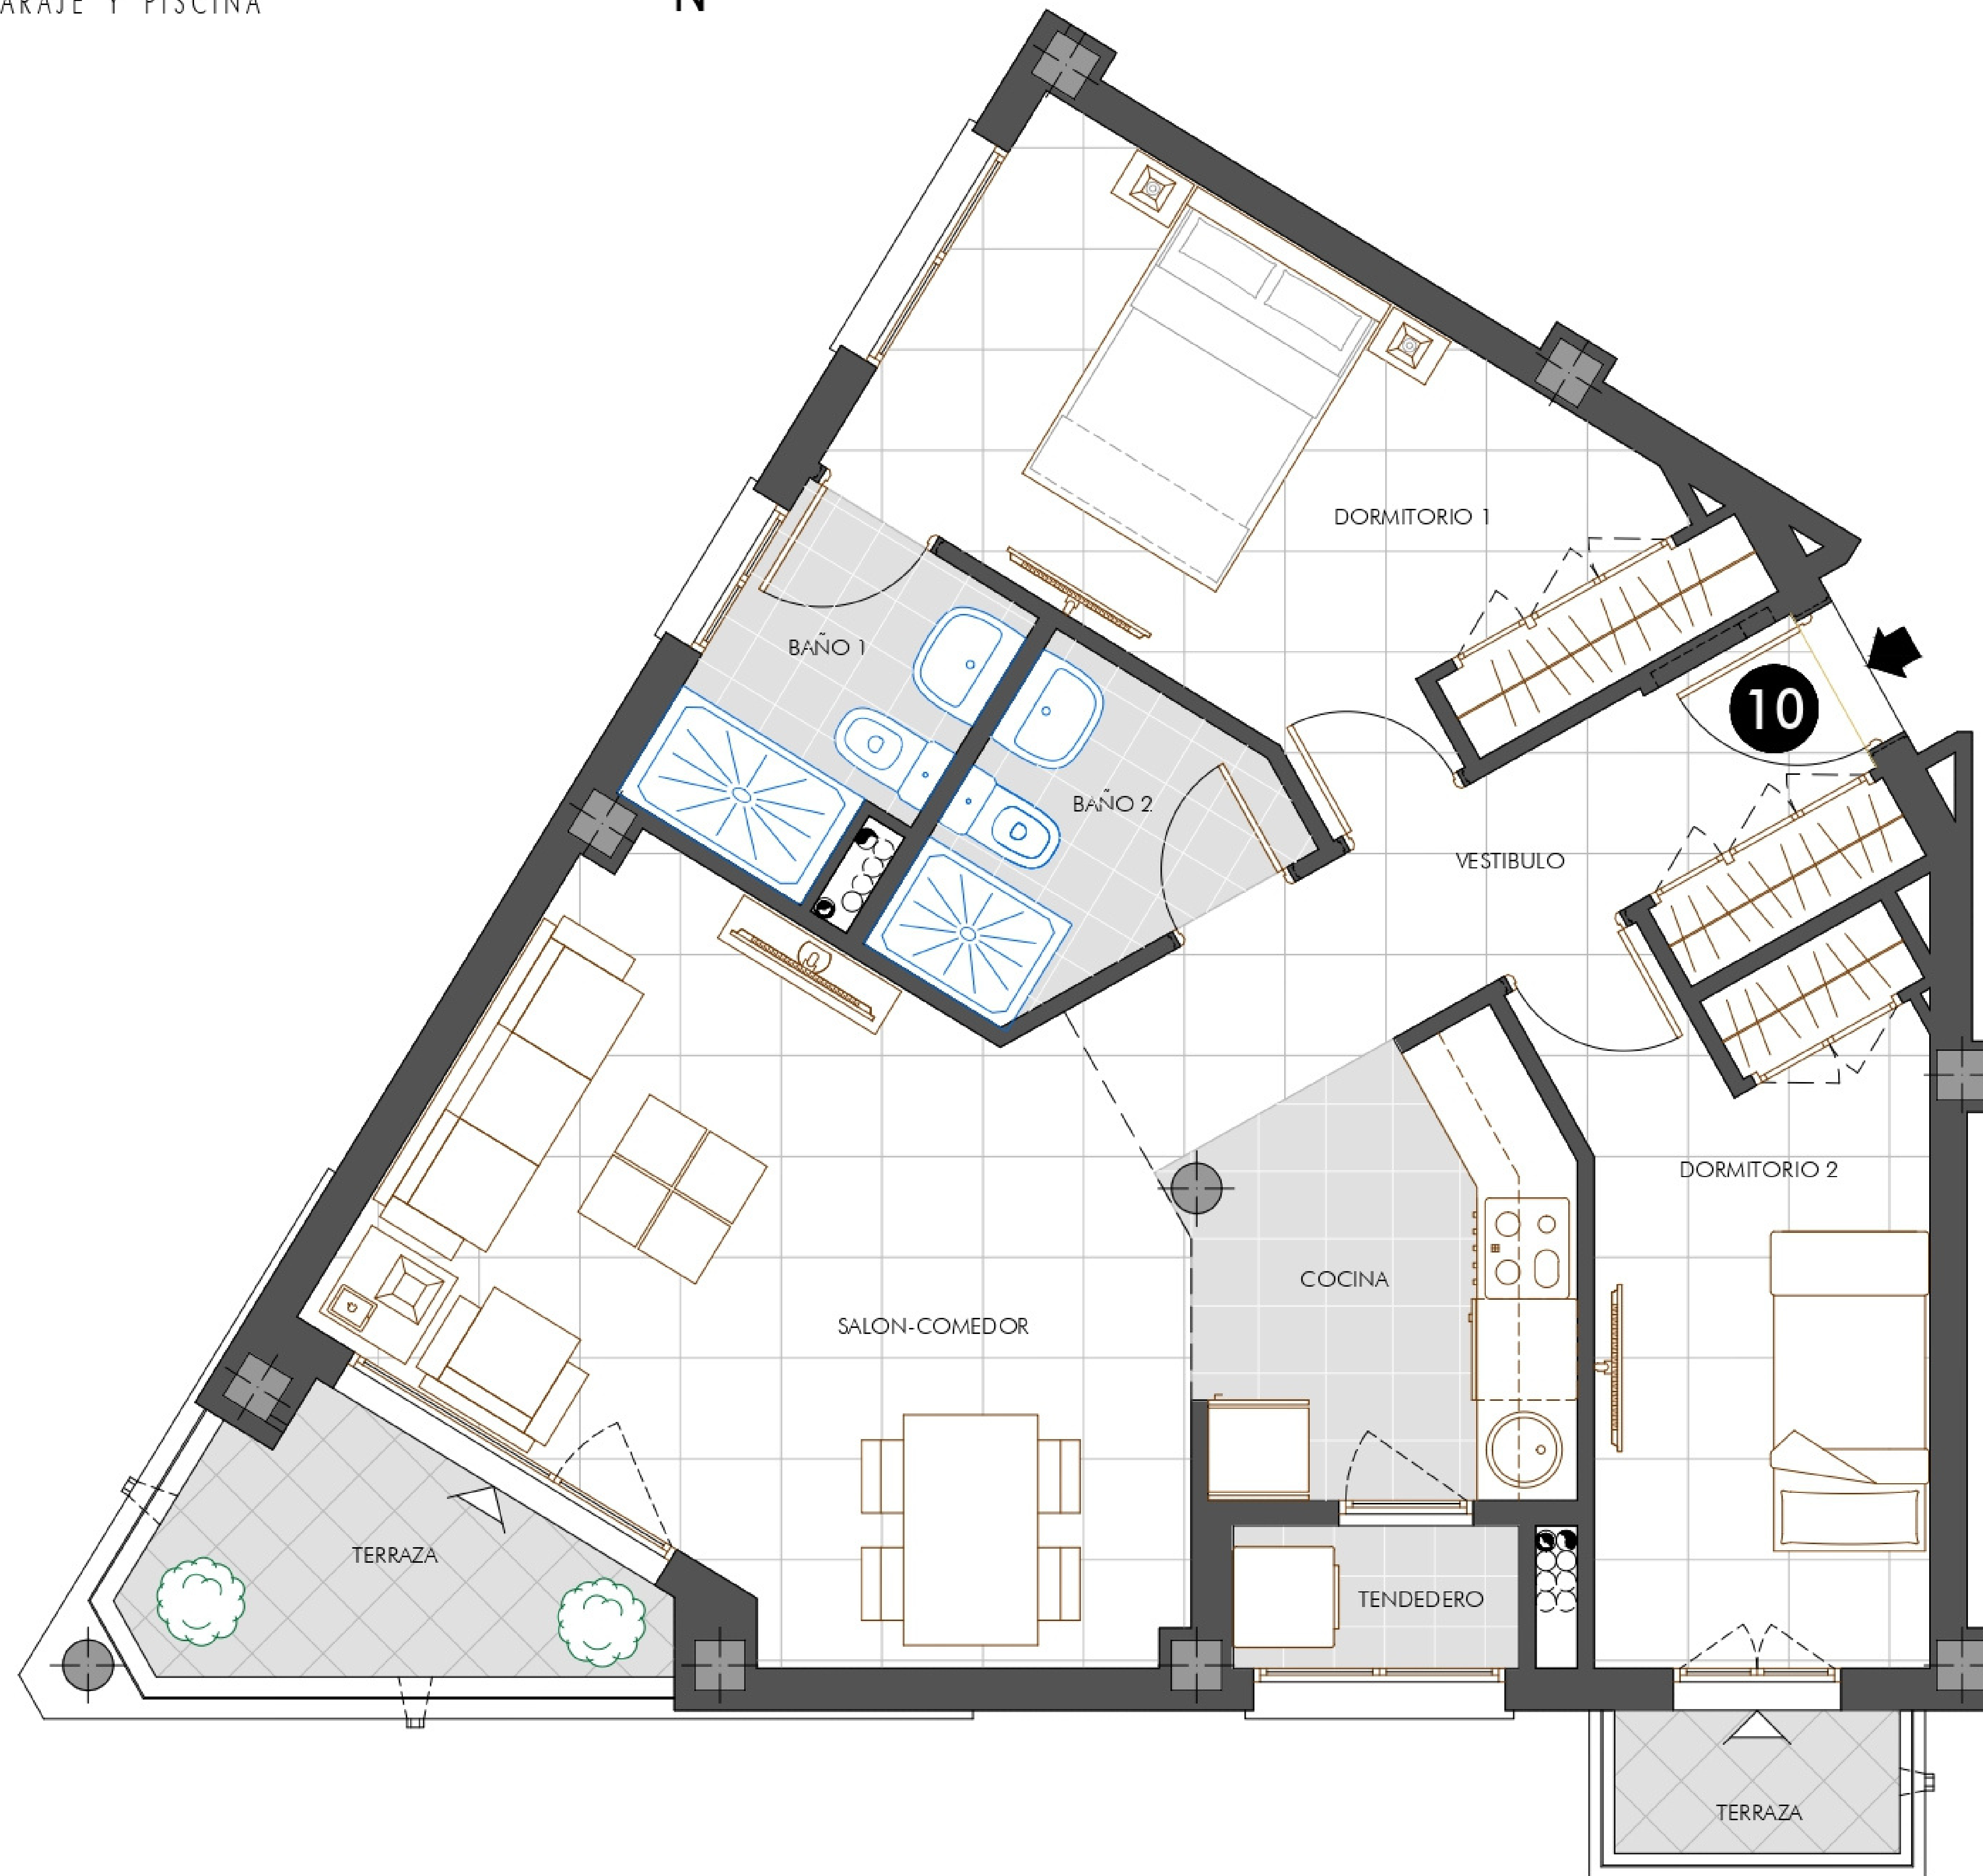 ARAJE Y PISCINA
N
DORMITORIO 1
BAÑO 1
10
BAÑO 2
VESTIBULO
DORMITORIO 2
COCINA
SALON-COMEDOR
TERRAZA
TENDEDERO
TERRAZA